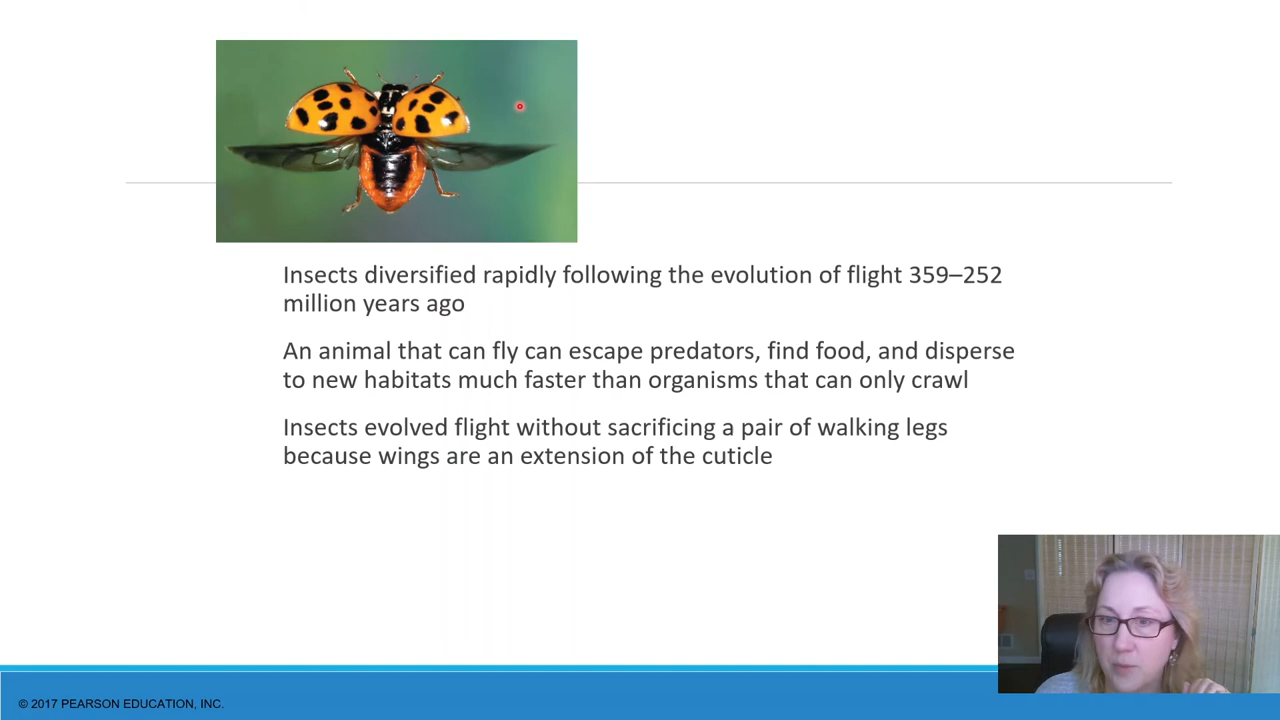 Insects diversified rapidly following the evolution of flight 359–252
million years ago
An animal that can fly can escape predators, find food, and disperse
to new habitats much faster than organisms that can only crawl
Insects evolved flight without sacrificing a pair of walking legs
because wings are an extension of the cuticle
© 2017 PEARSON EDUCATION, INC.